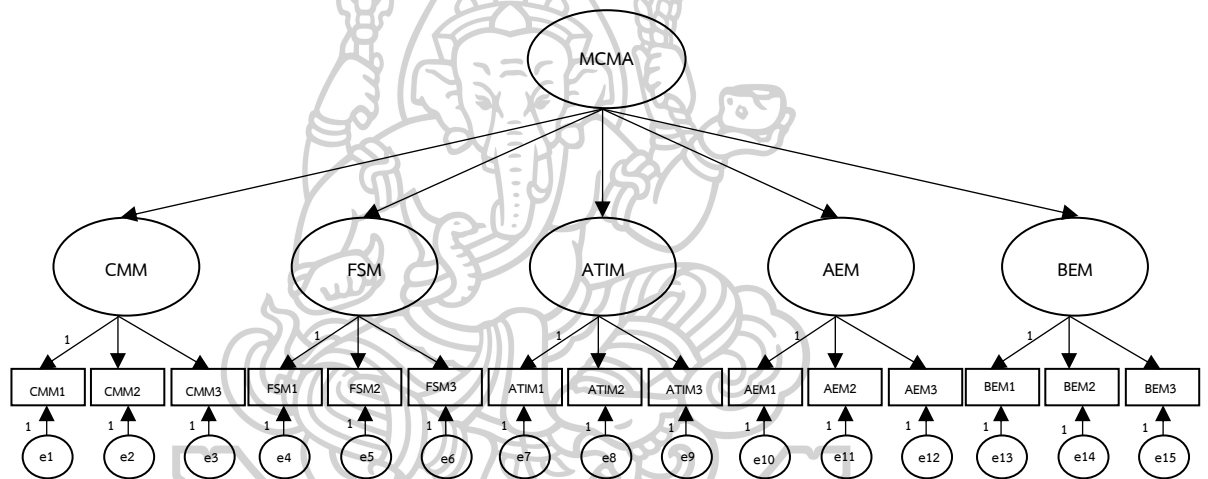 MCMA
CMM FSM ATIM AEM BEM
1 1 1 1 1
CMM1 CMM2 CMM3 FSM1 FSM2 FSM3 ATIM1 ATIM2 ATIM3 AEM1 AEM2 AEM3 BEM1 BEM2 BEM3
1 1 1 1 1 1 1 1 1 1 1 1 1 1 1
e1 e2 e3 e4 e5 e6 e7 e8 e9 e10 e11 e12 e13 e14 e15